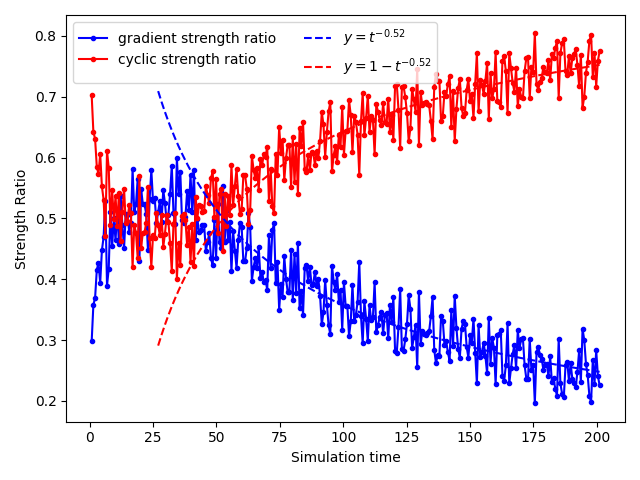 gradient strength ratio
cyclic strength ratio
y = t^{-0.52}
y = 1 − t^{-0.52}
Strength Ratio
0.8
0.7
0.6
0.5
0.4
0.3
0.2
0 25 50 75 100 125 150 175 200
Simulation time